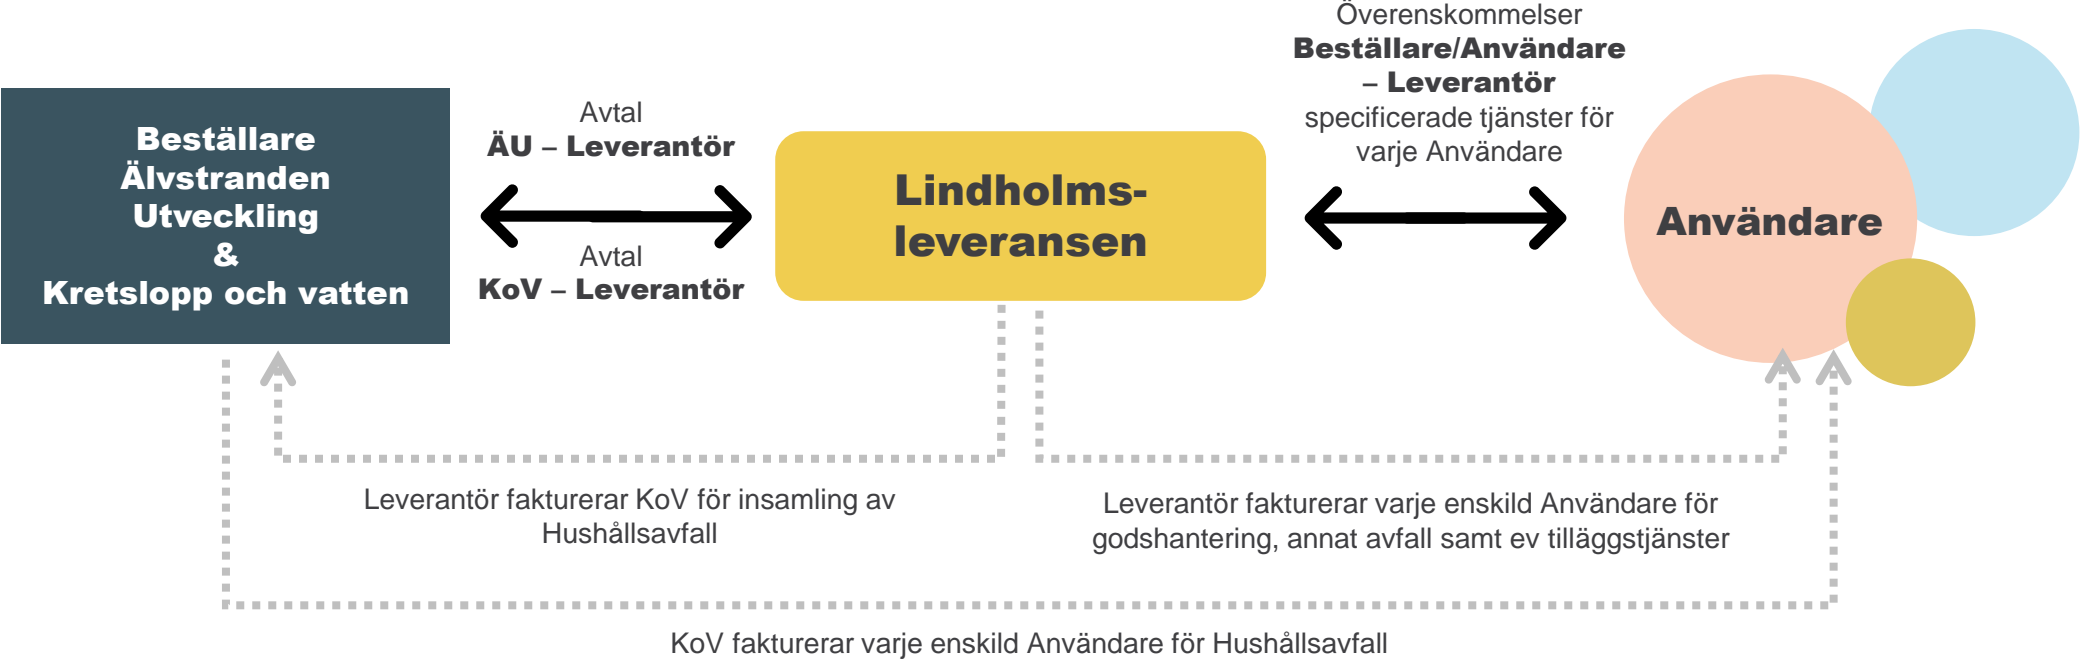 Beställare
Älvstranden
Utveckling
&
Kretslopp och vatten
Avtal
ÄU – Leverantör
Avtal
KoV – Leverantör
Lindholms-
leveransen
Överenskommelser
Beställare/Användare
– Leverantör
specificerade tjänster för
varje Användare
Användare
Leverantör fakturerar KoV för insamling av
Hushållsavfall
Leverantör fakturerar varje enskild Användare för
godshantering, annat avfall samt ev tilläggstjänster
KoV fakturerar varje enskild Användare för Hushållsavfall